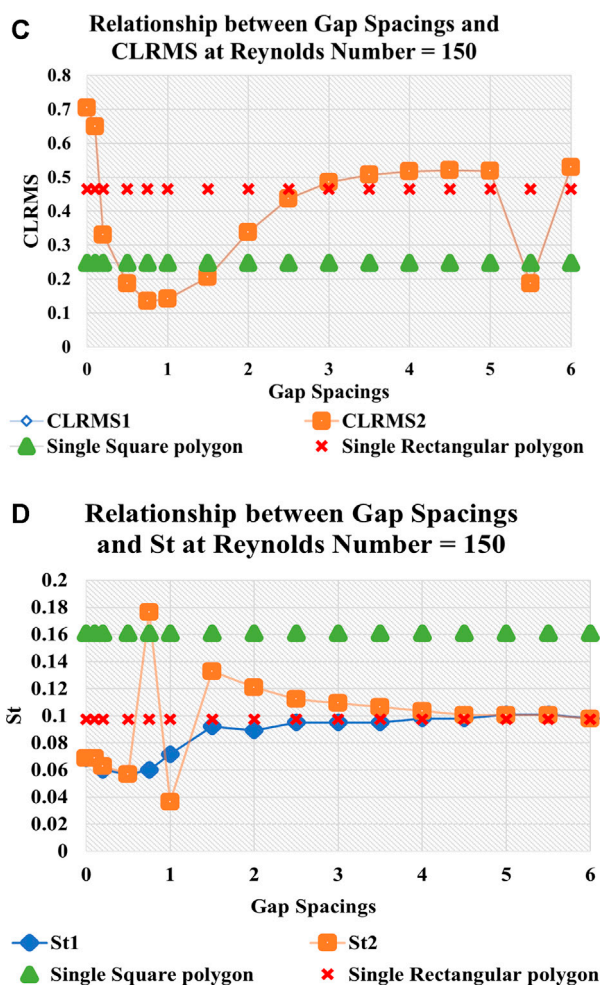 C
Relationship between Gap Spacings and
CLRMS at Reynolds Number = 150
0.8
0.7
0.6
0.5
0.4
0.3
0.2
0.1
0
CLRMS
0 1 2 3 4 5 6
Gap Spacings
CLRMS1 CLRMS2
Single Square polygon Single Rectangular polygon
D
Relationship between Gap Spacings
and St at Reynolds Number = 150
0.2
0.18
0.16
0.14
0.12
0.1
0.08
0.06
0.04
0.02
0
St
0 1 2 3 4 5 6
Gap Spacings
St1 St2
Single Square polygon Single Rectangular polygon